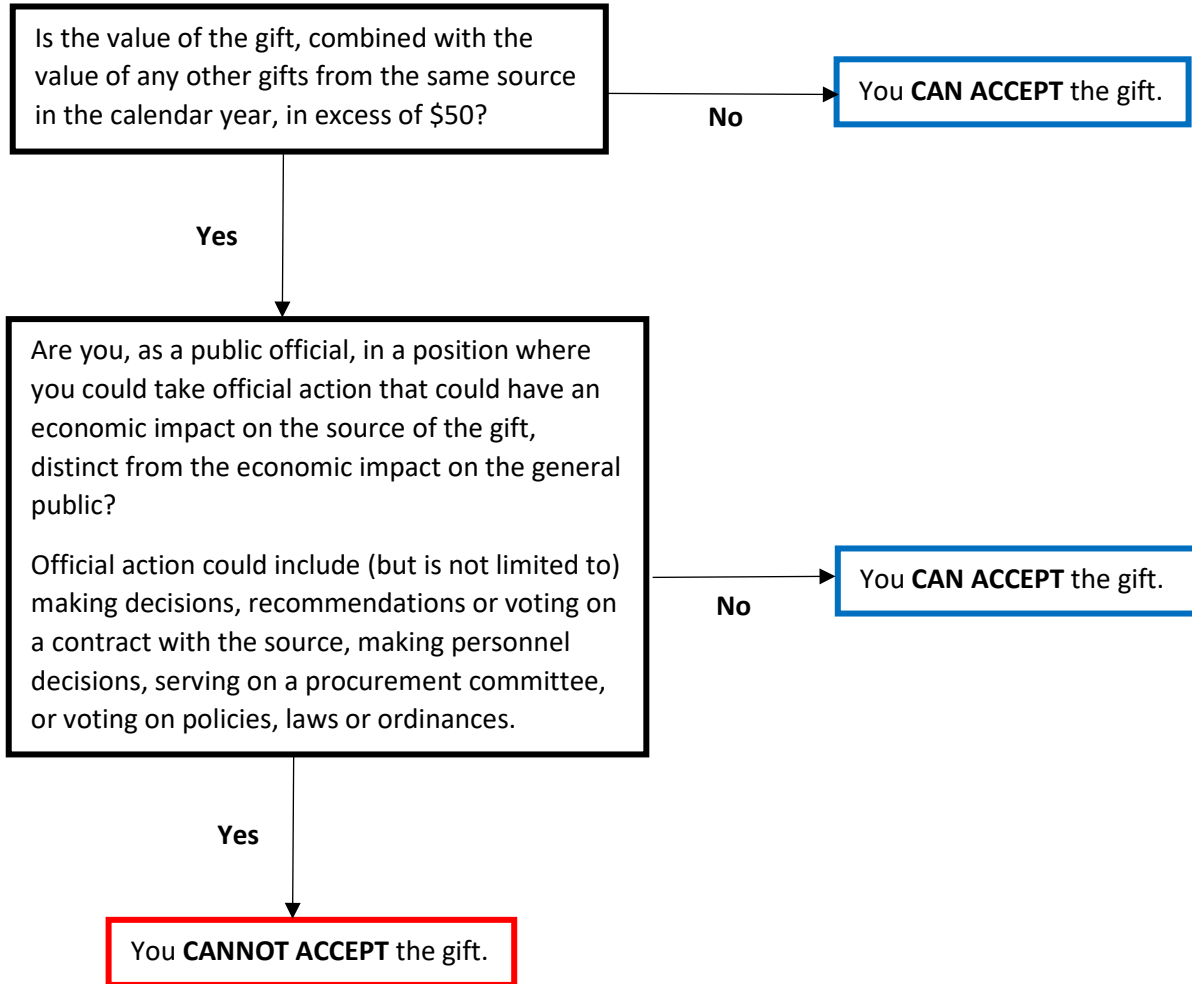 Is the value of the gift, combined with the
value of any other gifts from the same source
in the calendar year, in excess of $50?
No
You CAN ACCEPT the gift.
Yes
Are you, as a public official, in a position where
you could take official action that could have an
economic impact on the source of the gift,
distinct from the economic impact on the general
public?
Official action could include (but is not limited to)
making decisions, recommendations or voting on
a contract with the source, making personnel
decisions, serving on a procurement committee,
or voting on policies, laws or ordinances.
No
You CAN ACCEPT the gift.
Yes
You CANNOT ACCEPT the gift.